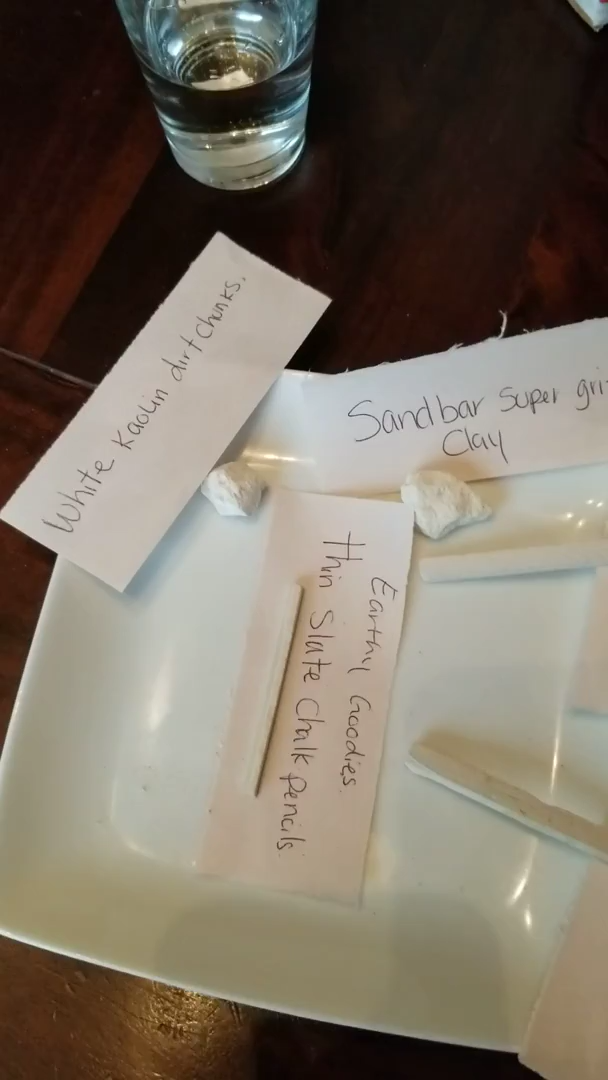 White Kaolin dirt chunks.
Sandbar Super
Clay
Earthy Goodies.
thin Slate Chalk pencils.